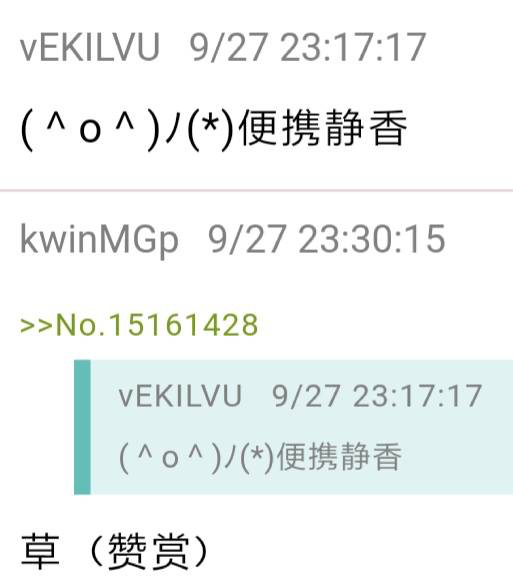 vEKILVU 9/27 23:17:17
( ^ o ^ )ﾉ(*)便携静香
kwinMGp 9/27 23:30:15
>>No.15161428
vEKILVU 9/27 23:17:17
( ^ o ^ )ﾉ(*)便携静香
草（赞赏）